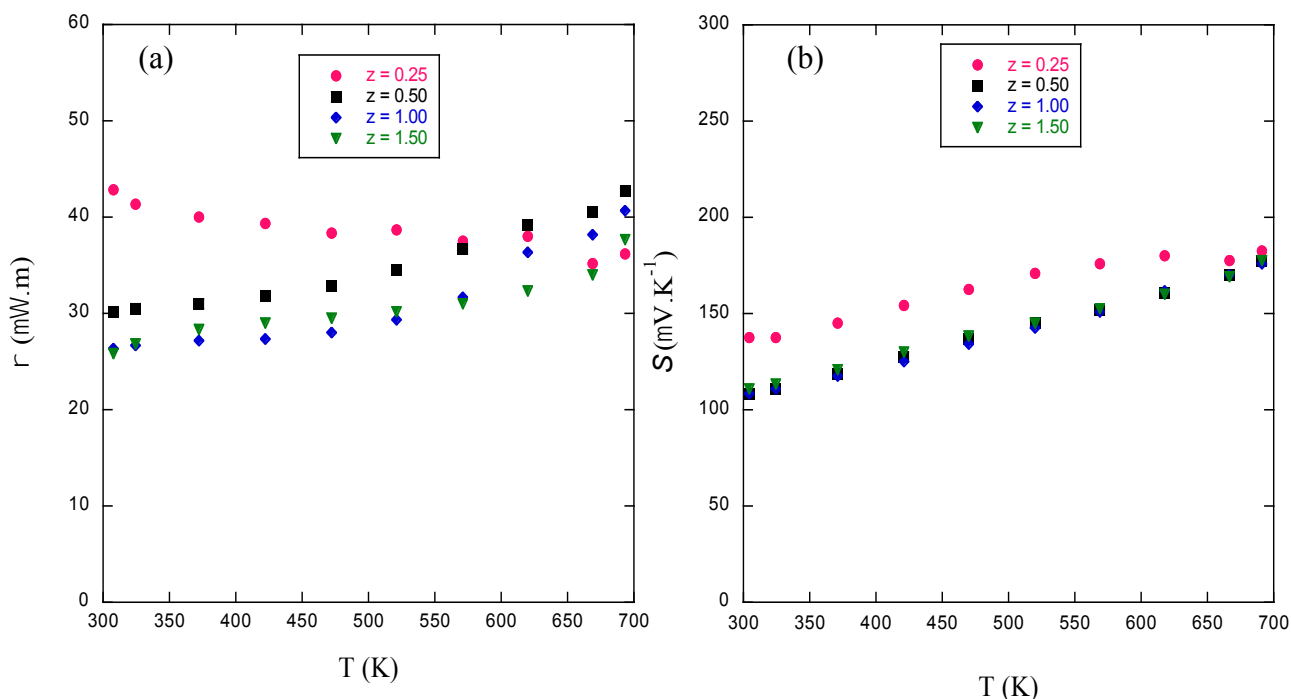 (a)
z = 0.25
z = 0.50
z = 1.00
z = 1.50
60
50
40
30
20
10
0
r (mW.m)
300 350 400 450 500 550 600 650 700
T (K)
(b)
z = 0.25
z = 0.50
z = 1.00
z = 1.50
300
250
200
150
100
50
0
S(mV.K⁻¹)
300 350 400 450 500 550 600 650 700
T (K)